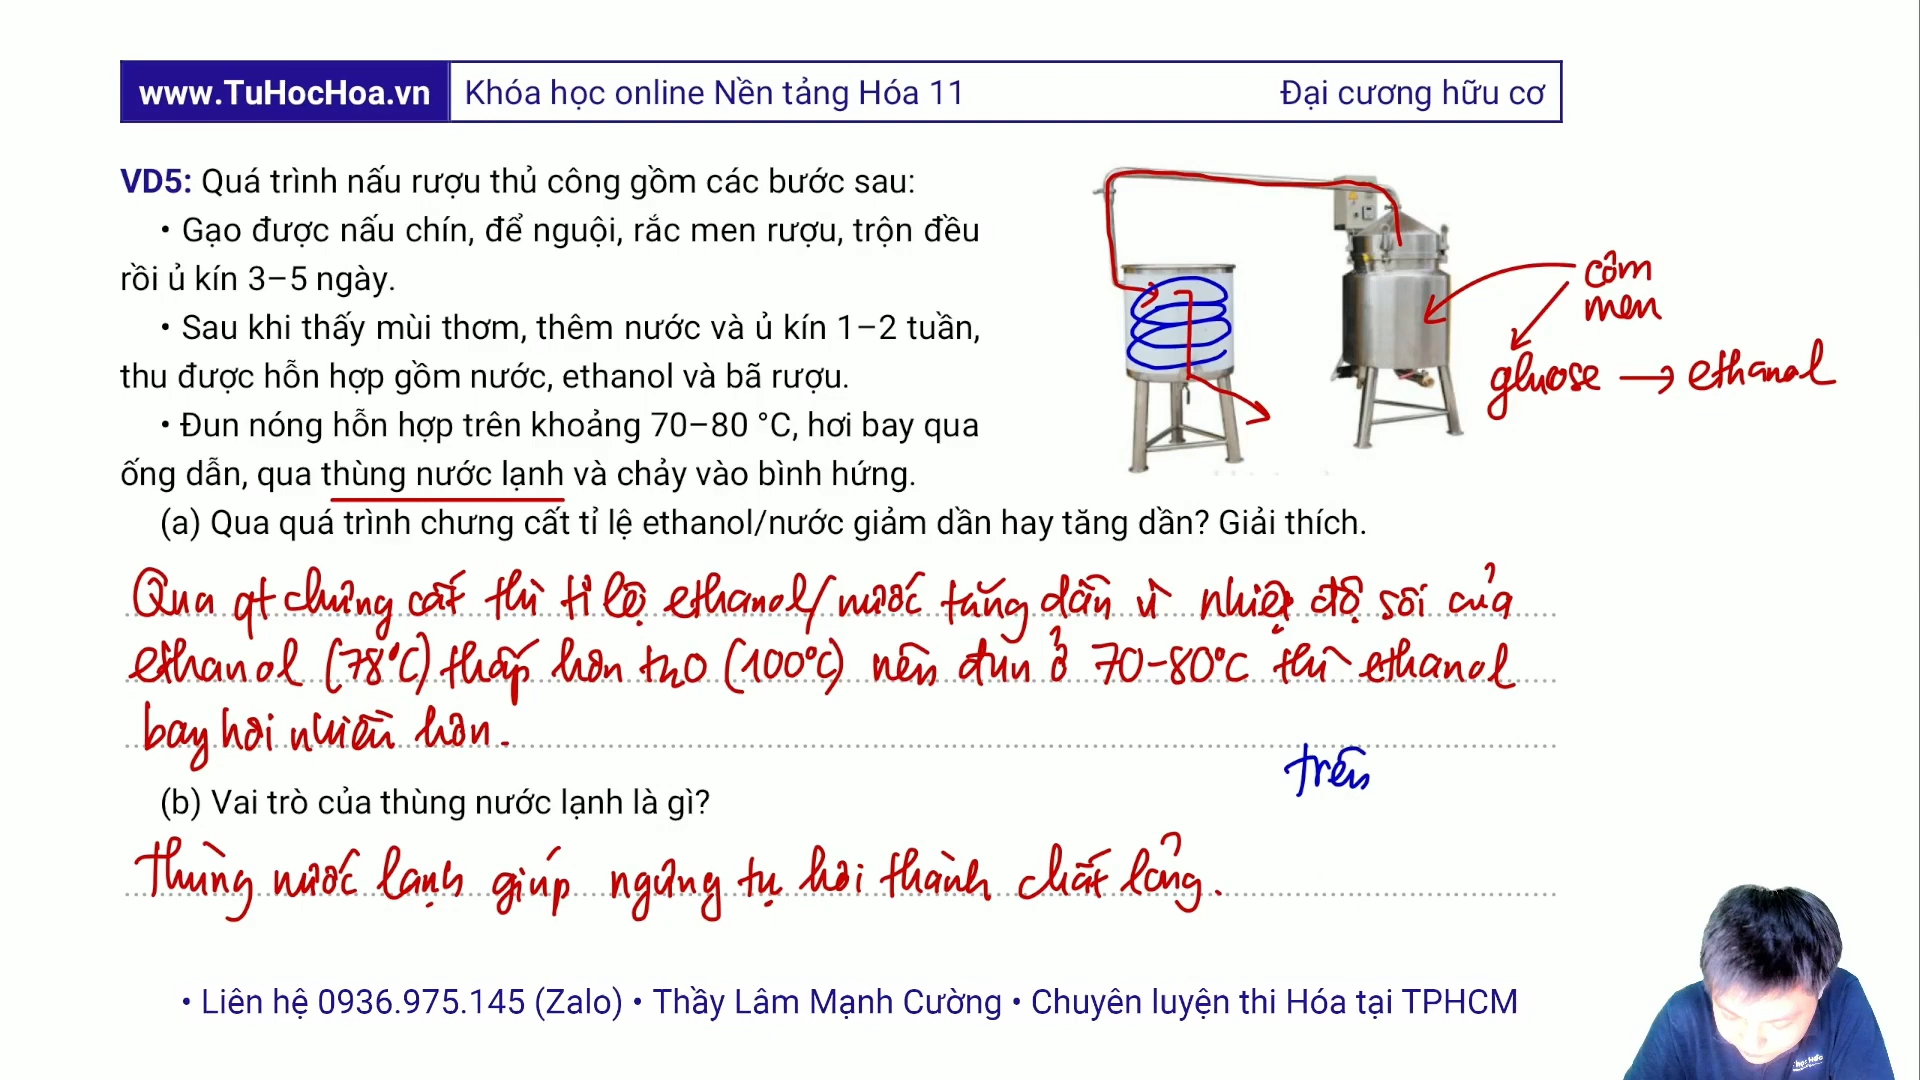 www.TuHocHoa.vn Khóa học online Nền tảng Hóa 11 Đại cương hữu cơ
VD5: Quá trình nấu rượu thủ công gồm các bước sau:
• Gạo được nấu chín, để nguội, rắc men rượu, trộn đều
rồi ủ kín 3–5 ngày.
• Sau khi thấy mùi thơm, thêm nước và ủ kín 1–2 tuần,
thu được hỗn hợp gồm nước, ethanol và bã rượu.
• Đun nóng hỗn hợp trên khoảng 70–80 °C, hơi bay qua
ống dẫn, qua thùng nước lạnh và chảy vào bình hứng.
cơm
men
glucose → ethanol
(a) Qua quá trình chưng cất tỉ lệ ethanol/nước giảm dần hay tăng dần? Giải thích.
Qua qt chưng cất thì tỉ lệ ethanol/nước tăng dần vì nhiệt độ sôi của
ethanol (78°C) thấp hơn H2O (100°C) nên đun ở 70-80°C thì ethanol
bay hơi nhiều hơn.
trên
(b) Vai trò của thùng nước lạnh là gì?
Thùng nước lạnh giúp ngưng tụ hơi thành chất lỏng.
• Liên hệ 0936.975.145 (Zalo) • Thầy Lâm Mạnh Cường • Chuyên luyện thi Hóa tại TPHCM